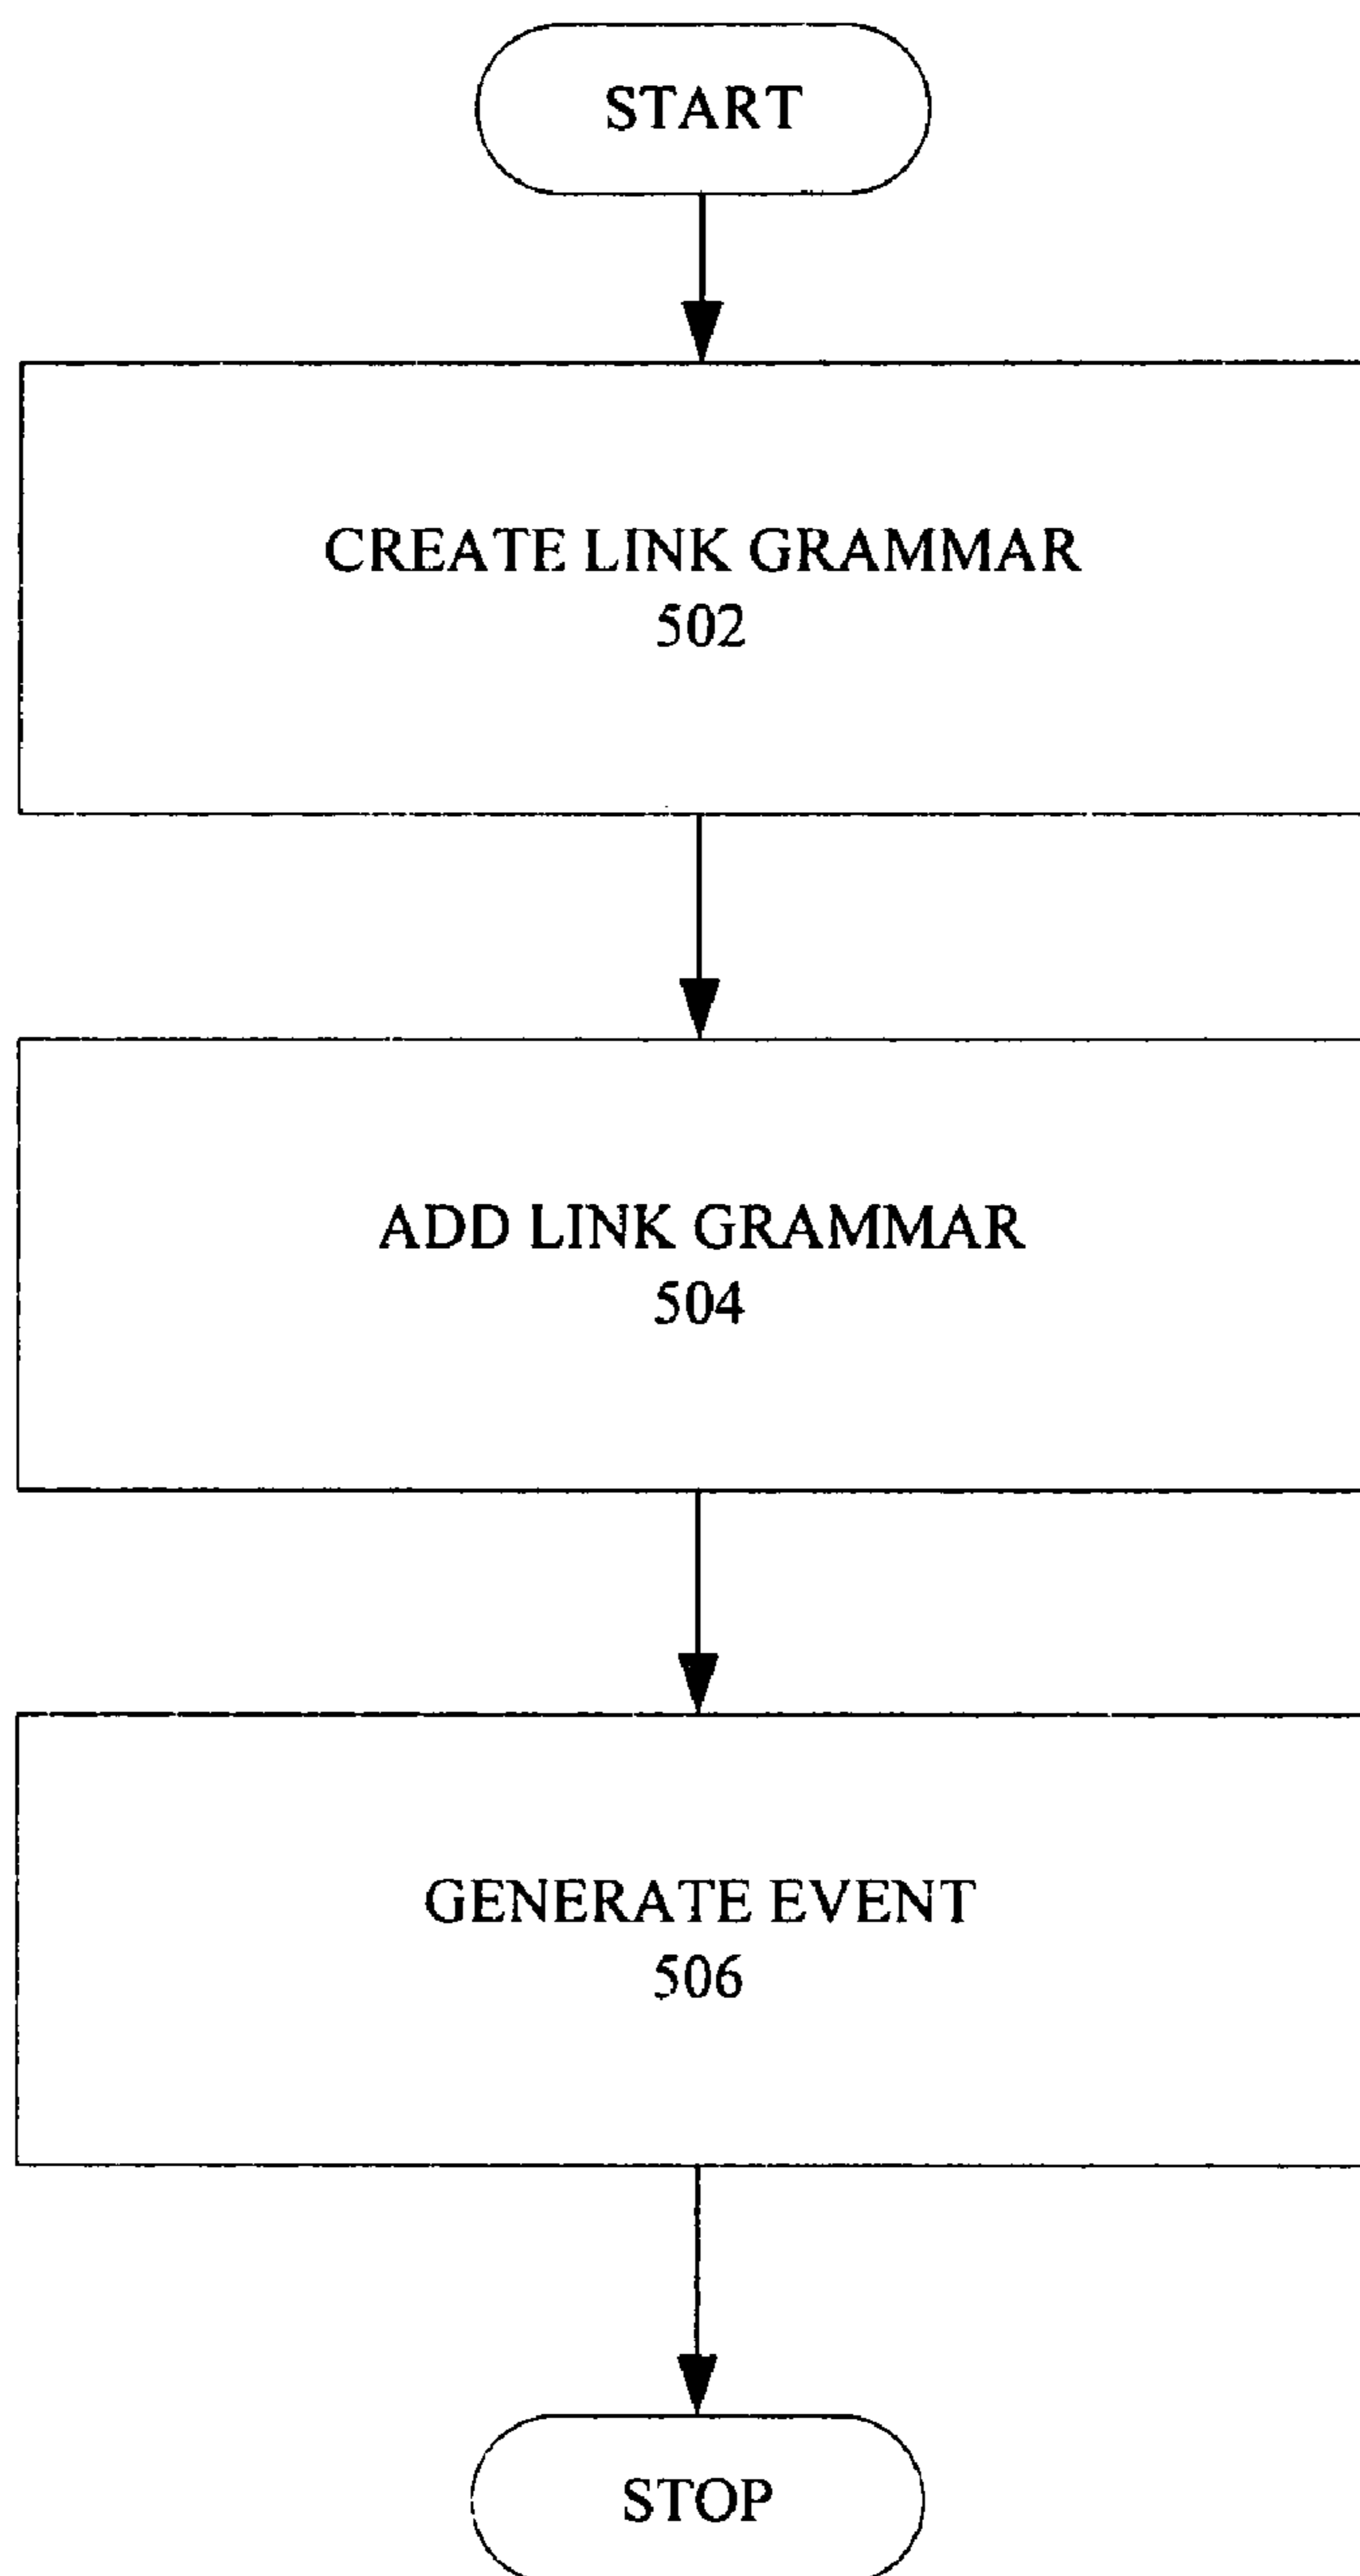 START
CREATE LINK GRAMMAR
502
ADD LINK GRAMMAR
504
GENERATE EVENT
506
STOP